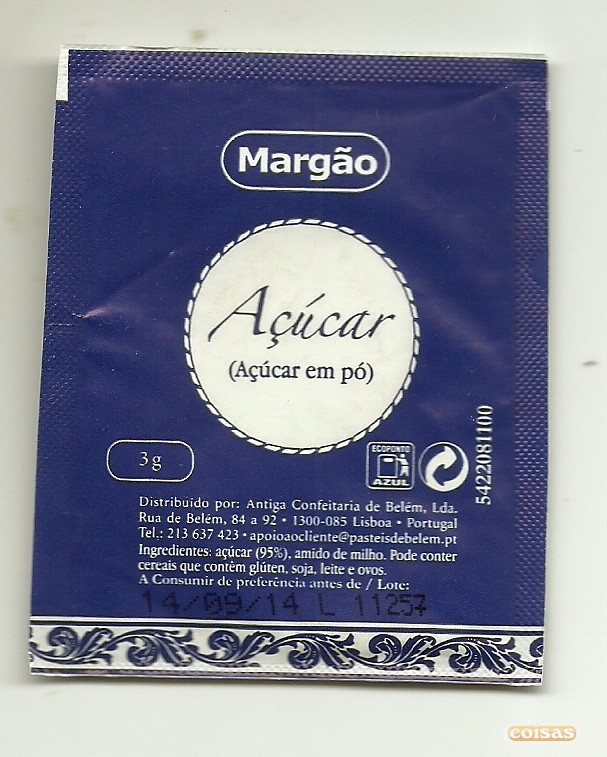 Margão
Açúcar
(Açúcar em pó)
3 g
ECOPONTO
AZUL
5422081100
Distribuído por: Antiga Confeitaria de Belém, Lda.
Rua de Belém, 84 a 92 • 1300-085 Lisboa • Portugal
Tel.: 213 637 423 • apoioaocliente@pasteisdebelem.pt
Ingredientes: açúcar (95%), amido de milho. Pode conter
cereais que contêm glúten, soja, leite e ovos.
A Consumir de preferência antes de / Lote:
14/09/14 L 11257
coisas